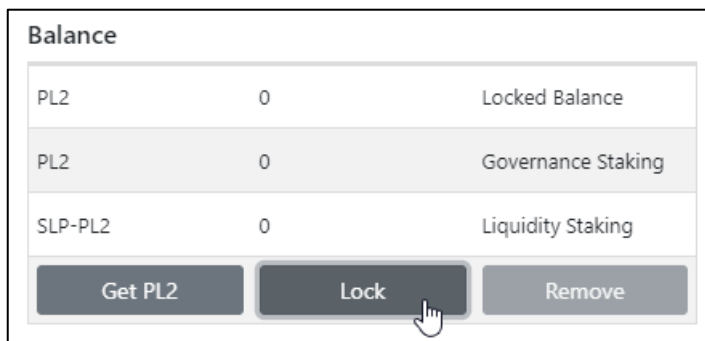 Balance
PL2 0 Locked Balance
PL2 0 Governance Staking
SLP-PL2 0 Liquidity Staking
Get PL2 Lock Remove